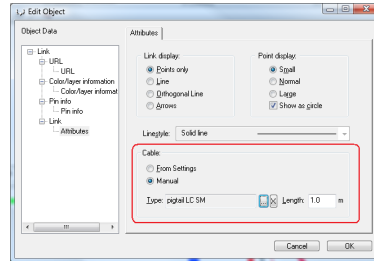 Edit Object
Object Data
Attributes
Link
URL
URL
Color/layer information
Color/layer informat
Pin info
Pin info
Link
Attributes
Link display:
Points only
Line
Orthogonal Line
Arrows
Point display:
Small
Normal
Large
Show as circle
Linestyle: Solid line
Cable:
From Settings
Manual
Type: pigtail LC SM ... Length: 1.0 m
Cancel OK